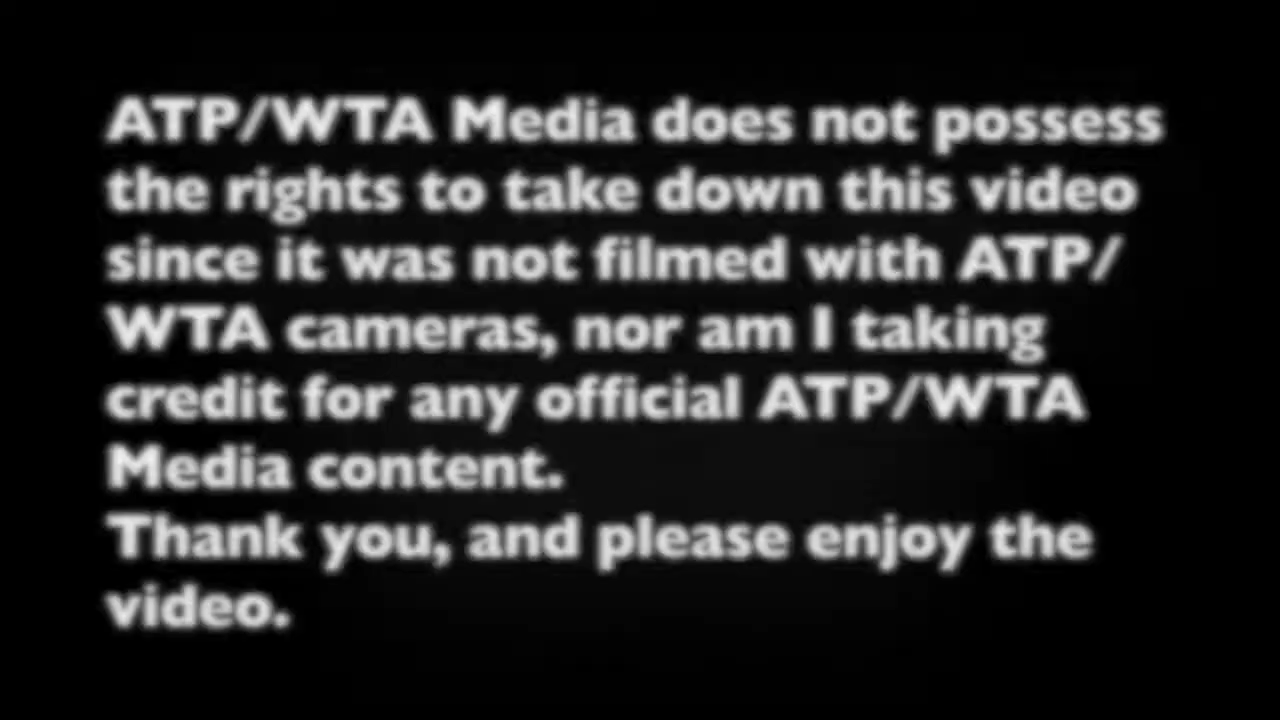 ATP/WTA Media does not possess
the rights to take down this video
since it was not filmed with ATP/
WTA cameras, nor am I taking
credit for any official ATP/WTA
Media content.
Thank you, and please enjoy the
video.